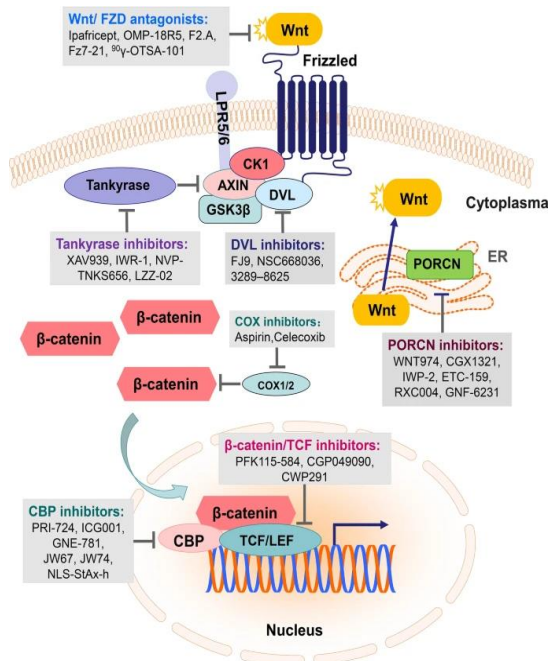 Wnt/ FZD antagonists:
Ipafricept, OMP-18R5, F2.A,
Fz7-21, ⁹⁰γ-OTSA-101
Wnt
Frizzled
LPR5/6
CK1
AXIN
DVL
GSK3β
Tankyrase
Wnt
Cytoplasma
Tankyrase inhibitors:
XAV939, IWR-1, NVP-
TNKS656, LZZ-02
DVL inhibitors:
FJ9, NSC668036,
3289–8625
PORCN
ER
Wnt
β-catenin
β-catenin
COX inhibitors:
Aspirin,Celecoxib
β-catenin
COX1/2
PORCN inhibitors:
WNT974, CGX1321,
IWP-2, ETC-159,
RXC004, GNF-6231
β-catenin/TCF inhibitors:
PFK115-584, CGP049090,
CWP291
CBP inhibitors:
PRI-724, ICG001,
GNE-781,
JW67, JW74,
NLS-StAx-h
β-catenin
CBP
TCF/LEF
Nucleus